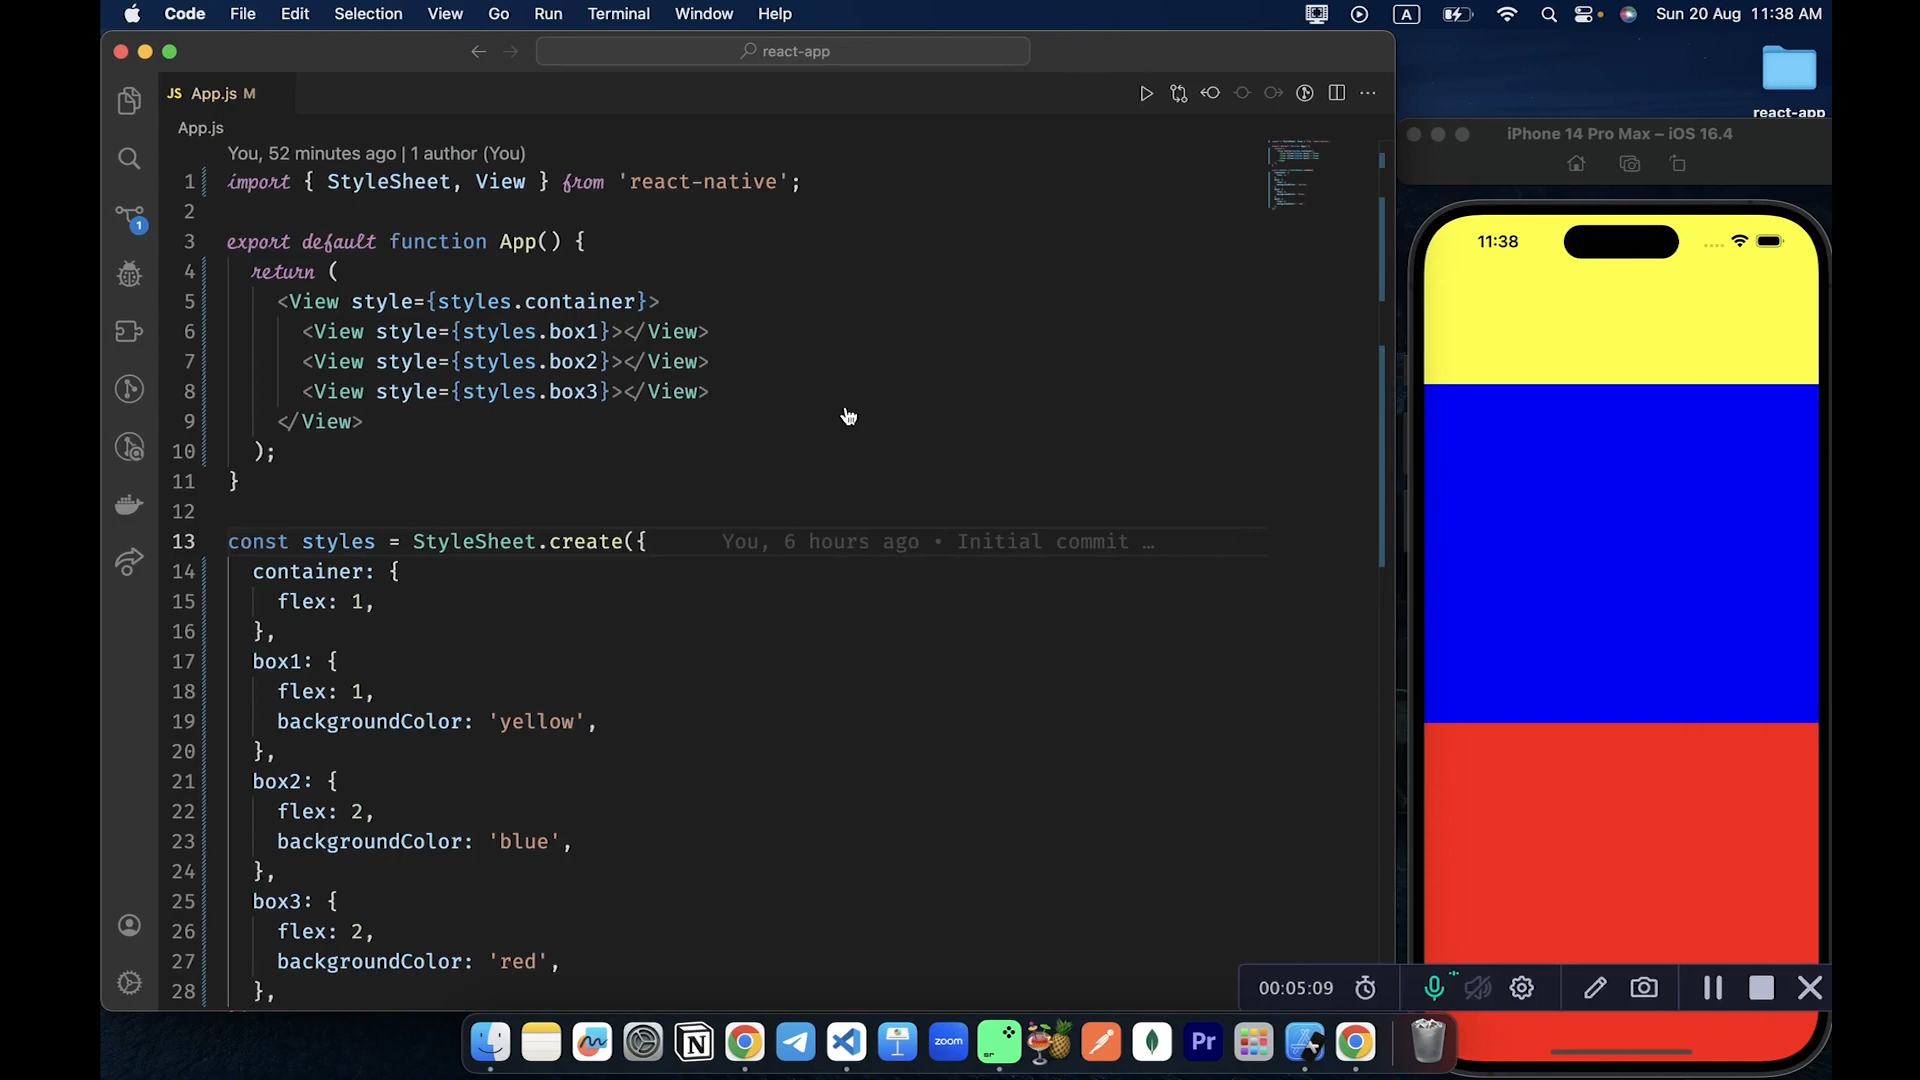 Code File Edit Selection View Go Run Terminal Window Help A Sun 20 Aug 11:38 AM
react-app
react-app
JS App.js M
App.js
iPhone 14 Pro Max – iOS 16.4
You, 52 minutes ago | 1 author (You)
1 import { StyleSheet, View } from 'react-native';
2
3 export default function App() {
4 return (
5 <View style={styles.container}>
6 <View style={styles.box1}></View>
7 <View style={styles.box2}></View>
8 <View style={styles.box3}></View>
9 </View>
10 );
11 }
12
13 const styles = StyleSheet.create({ You, 6 hours ago • Initial commit …
14 container: {
15 flex: 1,
16 },
17 box1: {
18 flex: 1,
19 backgroundColor: 'yellow',
20 },
21 box2: {
22 flex: 2,
23 backgroundColor: 'blue',
24 },
25 box3: {
26 flex: 2,
27 backgroundColor: 'red',
28 },
1
11:38
00:05:09
zoom
sr
Pr